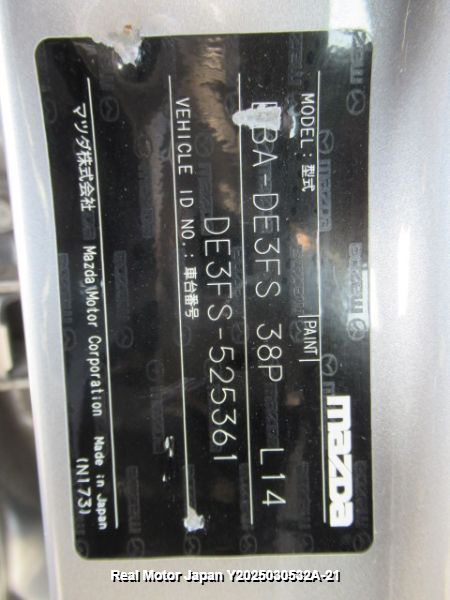 mazda
MODEL：型式 PAINT
DBA-DE3FS 38P L14
VEHICLE ID NO.：車台番号
DE3FS-525361
マツダ株式会社 Mazda Motor Corporation Made in Japan
(N173)
Real Motor Japan Y2025030532A-21